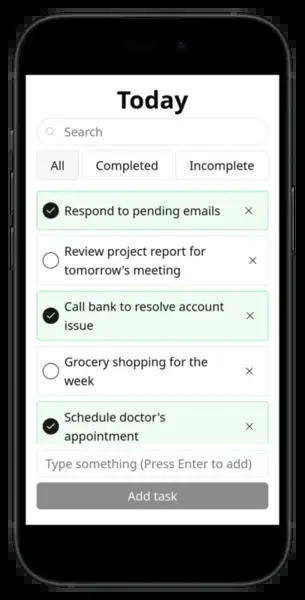 Today
Search
All
Completed
Incomplete
Respond to pending emails
Review project report for
tomorrow's meeting
Call bank to resolve account
issue
Grocery shopping for the
week
Schedule doctor's
appointment
Type something (Press Enter to add)
Add task